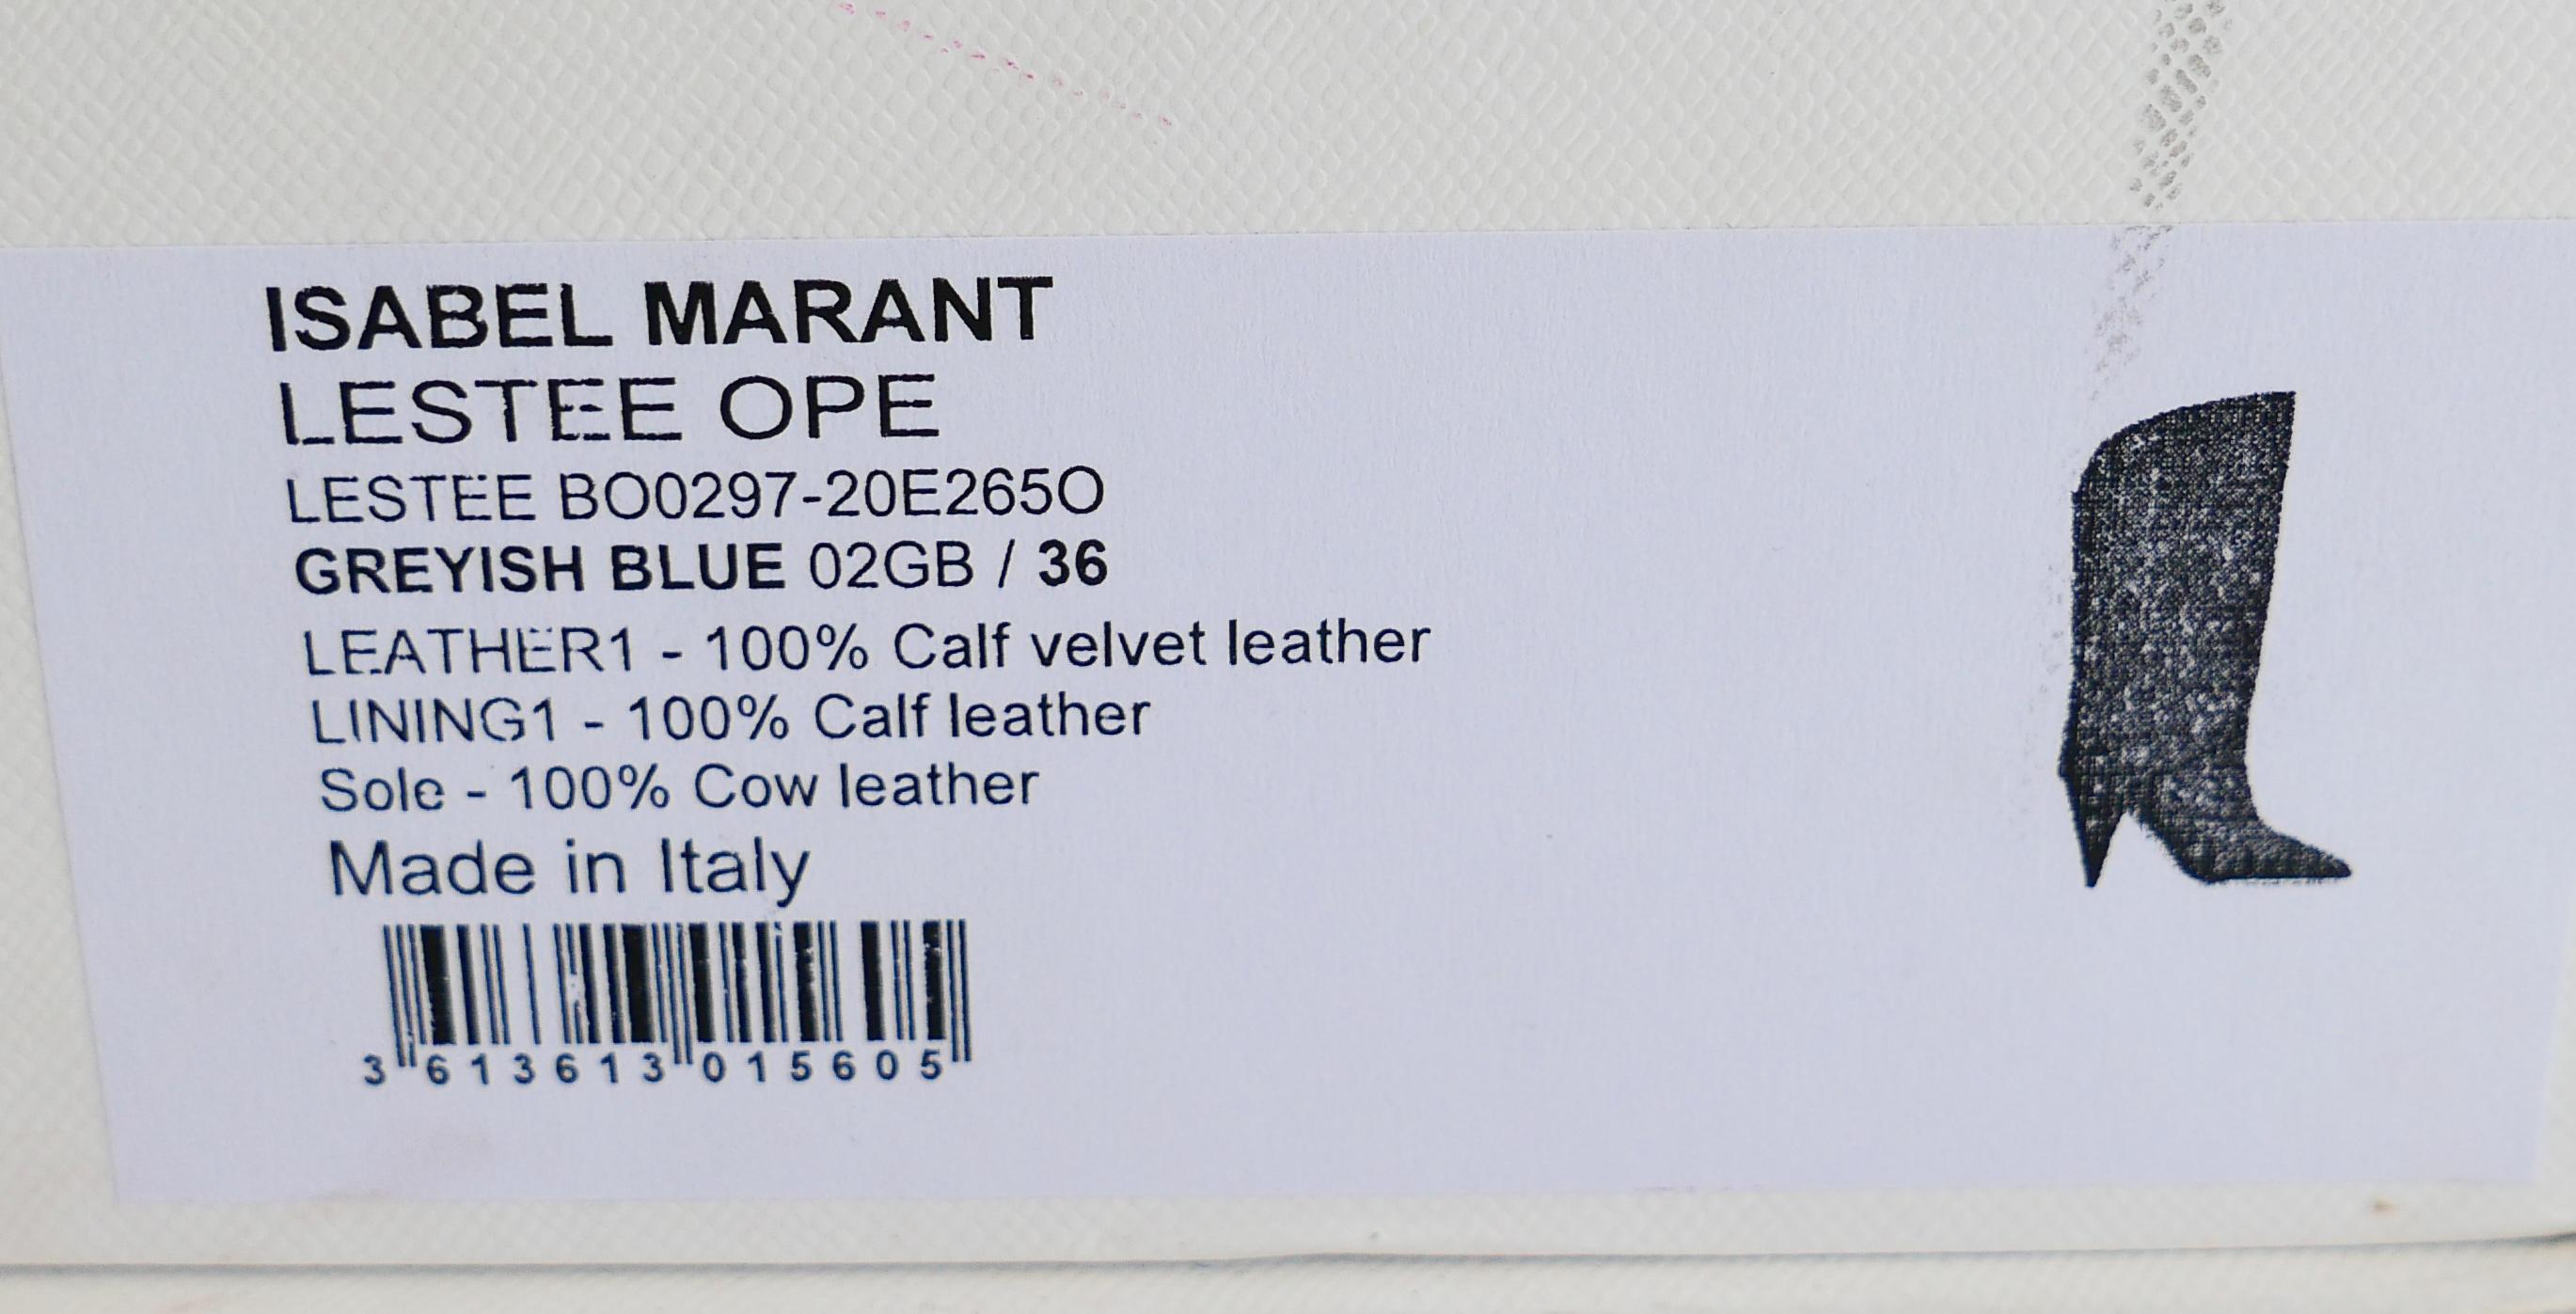 ISABEL MARANT
LESTEE OPE
LESTEE BO0297-20E265O
GREYISH BLUE 02GB / 36
LEATHER1 - 100% Calf velvet leather
LINING1 - 100% Calf leather
Sole - 100% Cow leather
Made in Italy
3 613613 015605